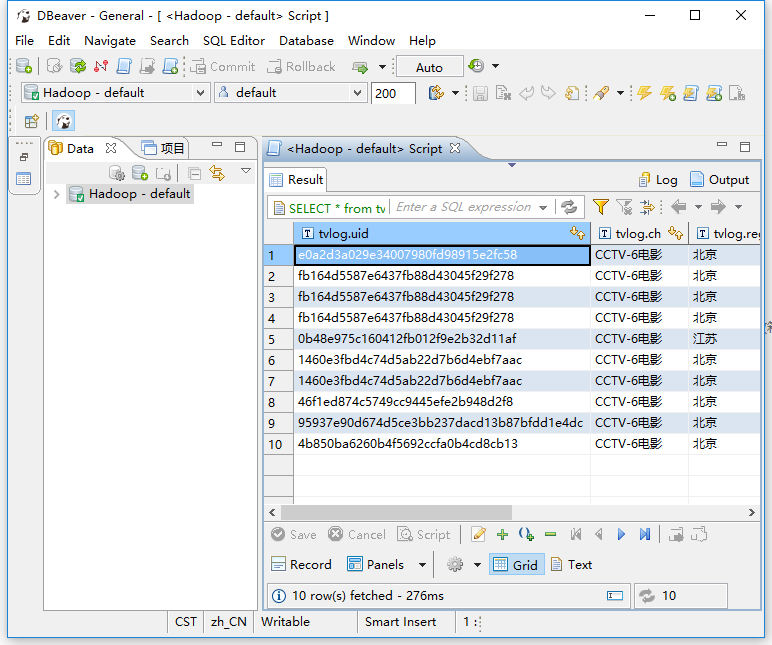 DBeaver - General - [ <Hadoop - default> Script ]
File Edit Navigate Search SQL Editor Database Window Help
Commit Rollback Auto
Hadoop - default default 200
Data 项目
Hadoop - default
<Hadoop - default> Script
Result Log Output
SELECT * from tv Enter a SQL expression
tvlog.uid tvlog.ch tvlog.reg
1 e0a2d3a029e34007980fd98915e2fc58 CCTV-6电影 北京
2 fb164d5587e6437fb88d43045f29f278 CCTV-6电影 北京
3 fb164d5587e6437fb88d43045f29f278 CCTV-6电影 北京
4 fb164d5587e6437fb88d43045f29f278 CCTV-6电影 北京
5 0b48e975c160412fb012f9e2b32d11af CCTV-6电影 江苏
6 1460e3fbd4c74d5ab22d7b6d4ebf7aac CCTV-6电影 北京
7 1460e3fbd4c74d5ab22d7b6d4ebf7aac CCTV-6电影 北京
8 46f1ed874c5749cc9445efe2b948d2f8 CCTV-6电影 北京
9 95937e90d674d5ce3bb237dacd13b87bfdd1e4dc CCTV-6电影 北京
10 4b850ba6260b4f5692ccfa0b4cd8cb13 CCTV-6电影 北京
Save Cancel Script
Record Panels Grid Text
10 row(s) fetched - 276ms 10
CST zh_CN Writable Smart Insert 1 :